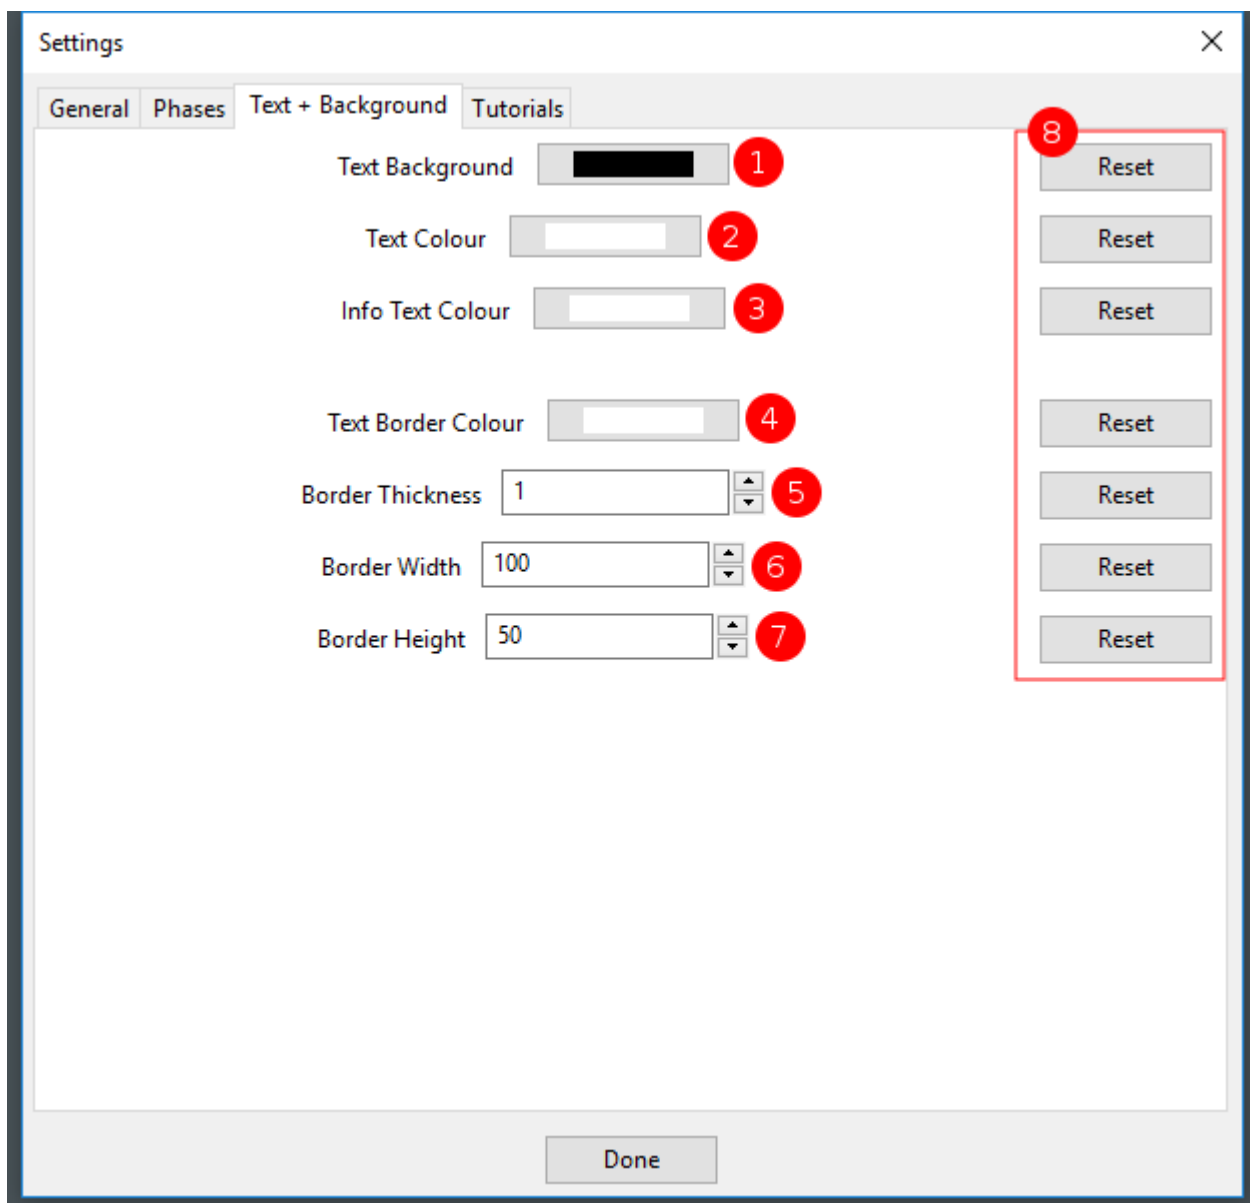 Settings
General Phases Text + Background Tutorials
8
Text Background 1 Reset
Text Colour 2 Reset
Info Text Colour 3 Reset
Text Border Colour 4 Reset
Border Thickness 1 5 Reset
Border Width 100 6 Reset
Border Height 50 7 Reset
Done